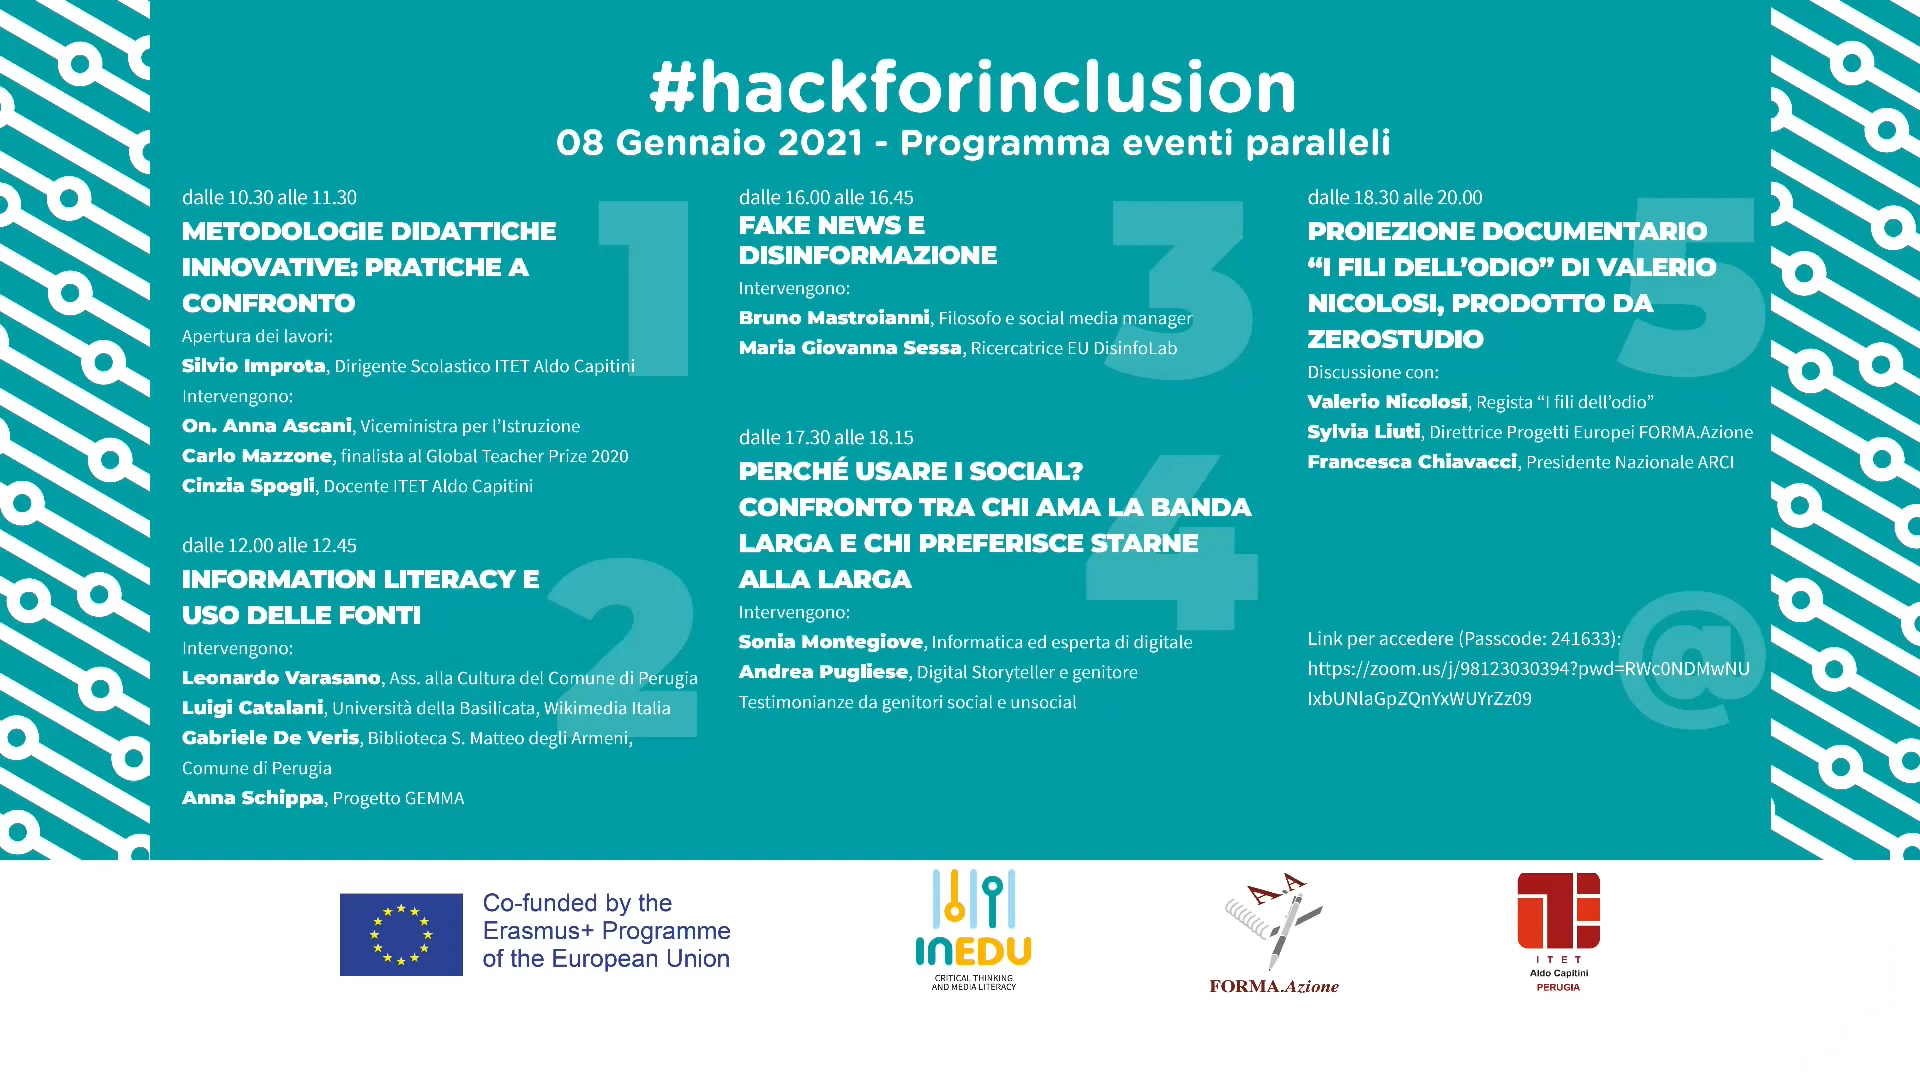 #hackforinclusion
08 Gennaio 2021 - Programma eventi paralleli
dalle 10.30 alle 11.30
METODOLOGIE DIDATTICHE
INNOVATIVE: PRATICHE A
CONFRONTO
Apertura dei lavori:
Silvio Improta, Dirigente Scolastico ITET Aldo Capitini
Intervengono:
On. Anna Ascani, Viceministra per l'Istruzione
Carlo Mazzone, finalista al Global Teacher Prize 2020
Cinzia Spogli, Docente ITET Aldo Capitini
1
dalle 12.00 alle 12.45
INFORMATION LITERACY E
USO DELLE FONTI
Intervengono:
Leonardo Varasano, Ass. alla Cultura del Comune di Perugia
Luigi Catalani, Università della Basilicata, Wikimedia Italia
Gabriele De Veris, Biblioteca S. Matteo degli Armeni,
Comune di Perugia
Anna Schippa, Progetto GEMMA
2
dalle 16.00 alle 16.45
FAKE NEWS E
DISINFORMAZIONE
Intervengono:
Bruno Mastroianni, Filosofo e social media manager
Maria Giovanna Sessa, Ricercatrice EU DisinfoLab
3
dalle 17.30 alle 18.15
PERCHÉ USARE I SOCIAL?
CONFRONTO TRA CHI AMA LA BANDA
LARGA E CHI PREFERISCE STARNE
ALLA LARGA
Intervengono:
Sonia Montegiove, Informatica ed esperta di digitale
Andrea Pugliese, Digital Storyteller e genitore
Testimonianze da genitori social e unsocial
4
dalle 18.30 alle 20.00
PROIEZIONE DOCUMENTARIO
“I FILI DELL'ODIO” DI VALERIO
NICOLOSI, PRODOTTO DA
ZEROSTUDIO
Discussione con:
Valerio Nicolosi, Regista “I fili dell'odio”
Sylvia Liuti, Direttrice Progetti Europei FORMA.Azione
Francesca Chiavacci, Presidente Nazionale ARCI
5
Link per accedere (Passcode: 241633):
https://zoom.us/j/98123030394?pwd=RWc0NDMwNU
IxbUNlaGpZQnYxWUYrZz09
@
Co-funded by the
Erasmus+ Programme
of the European Union
INEDU
CRITICAL THINKING
AND MEDIA LITERACY
A.A
FORMA.Azione
ITET
Aldo Capitini
PERUGIA